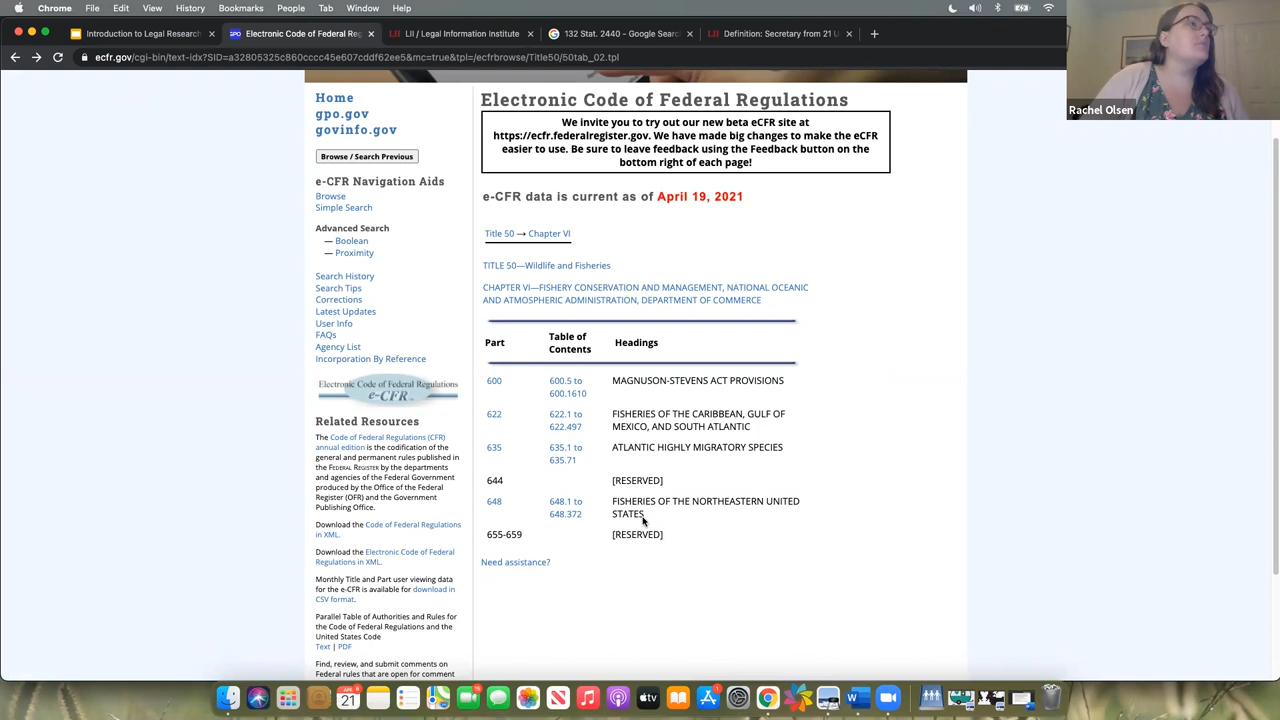 Chrome File Edit View History Bookmarks People Tab Window Help
Introduction to Legal Research
Electronic Code of Federal Reg
LII / Legal Information Institute
132 Stat. 2440 - Google Search
Definition: Secretary from 21 U
ecfr.gov/cgi-bin/text-idx?SID=a32805325c860cccc45e607cddf62ee5&mc=true&tpl=/ecfrbrowse/Title50/50tab_02.tpl
Rachel Olsen
Home
gpo.gov
govinfo.gov
Browse / Search Previous
e-CFR Navigation Aids
Browse
Simple Search
Advanced Search
— Boolean
— Proximity
Search History
Search Tips
Corrections
Latest Updates
User Info
FAQs
Agency List
Incorporation By Reference
Electronic Code of Federal Regulations
e-CFR
Related Resources
The Code of Federal Regulations (CFR)
annual edition is the codification of the
general and permanent rules published in
the FEDERAL REGISTER by the departments
and agencies of the Federal Government
produced by the Office of the Federal
Register (OFR) and the Government
Publishing Office.
Download the Code of Federal Regulations
in XML.
Download the Electronic Code of Federal
Regulations in XML.
Monthly Title and Part user viewing data
for the e-CFR is available for download in
CSV format.
Parallel Table of Authorities and Rules for
the Code of Federal Regulations and the
United States Code
Text | PDF
Find, review, and submit comments on
Federal rules that are open for comment
Electronic Code of Federal Regulations
We invite you to try out our new beta eCFR site at
https://ecfr.federalregister.gov. We have made big changes to make the eCFR
easier to use. Be sure to leave feedback using the Feedback button on the
bottom right of each page!
e-CFR data is current as of April 19, 2021
Title 50 → Chapter VI
TITLE 50—Wildlife and Fisheries
CHAPTER VI—FISHERY CONSERVATION AND MANAGEMENT, NATIONAL OCEANIC
AND ATMOSPHERIC ADMINISTRATION, DEPARTMENT OF COMMERCE
Part Table of Contents Headings
600 600.5 to 600.1610 MAGNUSON-STEVENS ACT PROVISIONS
622 622.1 to 622.497 FISHERIES OF THE CARIBBEAN, GULF OF
MEXICO, AND SOUTH ATLANTIC
635 635.1 to 635.71 ATLANTIC HIGHLY MIGRATORY SPECIES
644 [RESERVED]
648 648.1 to 648.372 FISHERIES OF THE NORTHEASTERN UNITED
STATES
655-659 [RESERVED]
Need assistance?